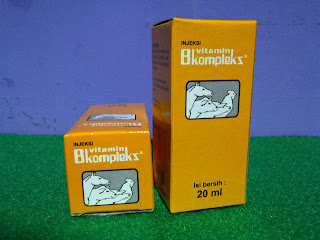 INJEKSI
vitamin
B kompleks®
INJEKSI
vitamin
B kompleks®
Isi bersih :
20 ml